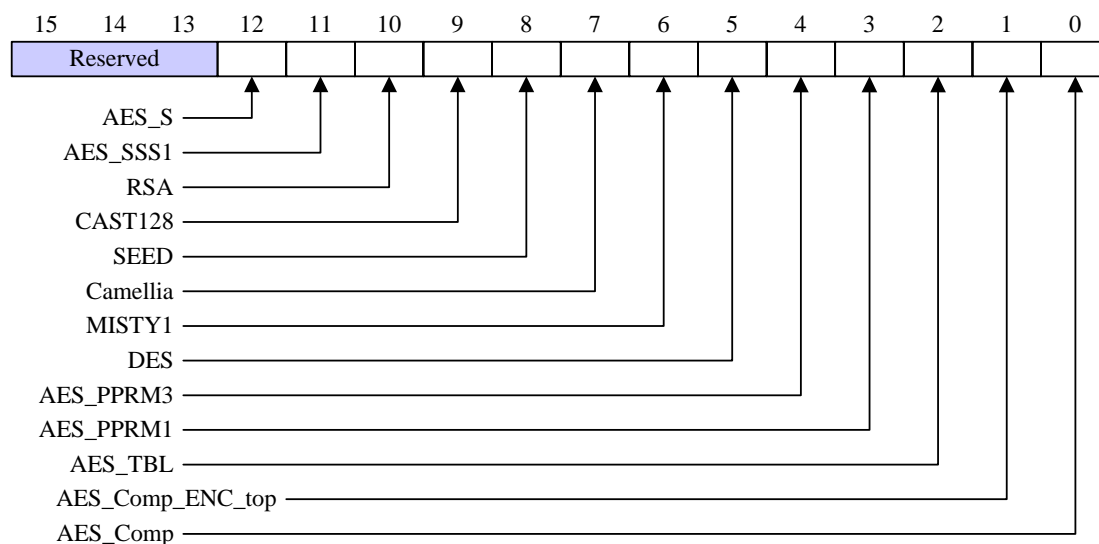 15 14 13 12 11 10 9 8 7 6 5 4 3 2 1 0
Reserved
AES_S
AES_SSS1
RSA
CAST128
SEED
Camellia
MISTY1
DES
AES_PPRM3
AES_PPRM1
AES_TBL
AES_Comp_ENC_top
AES_Comp